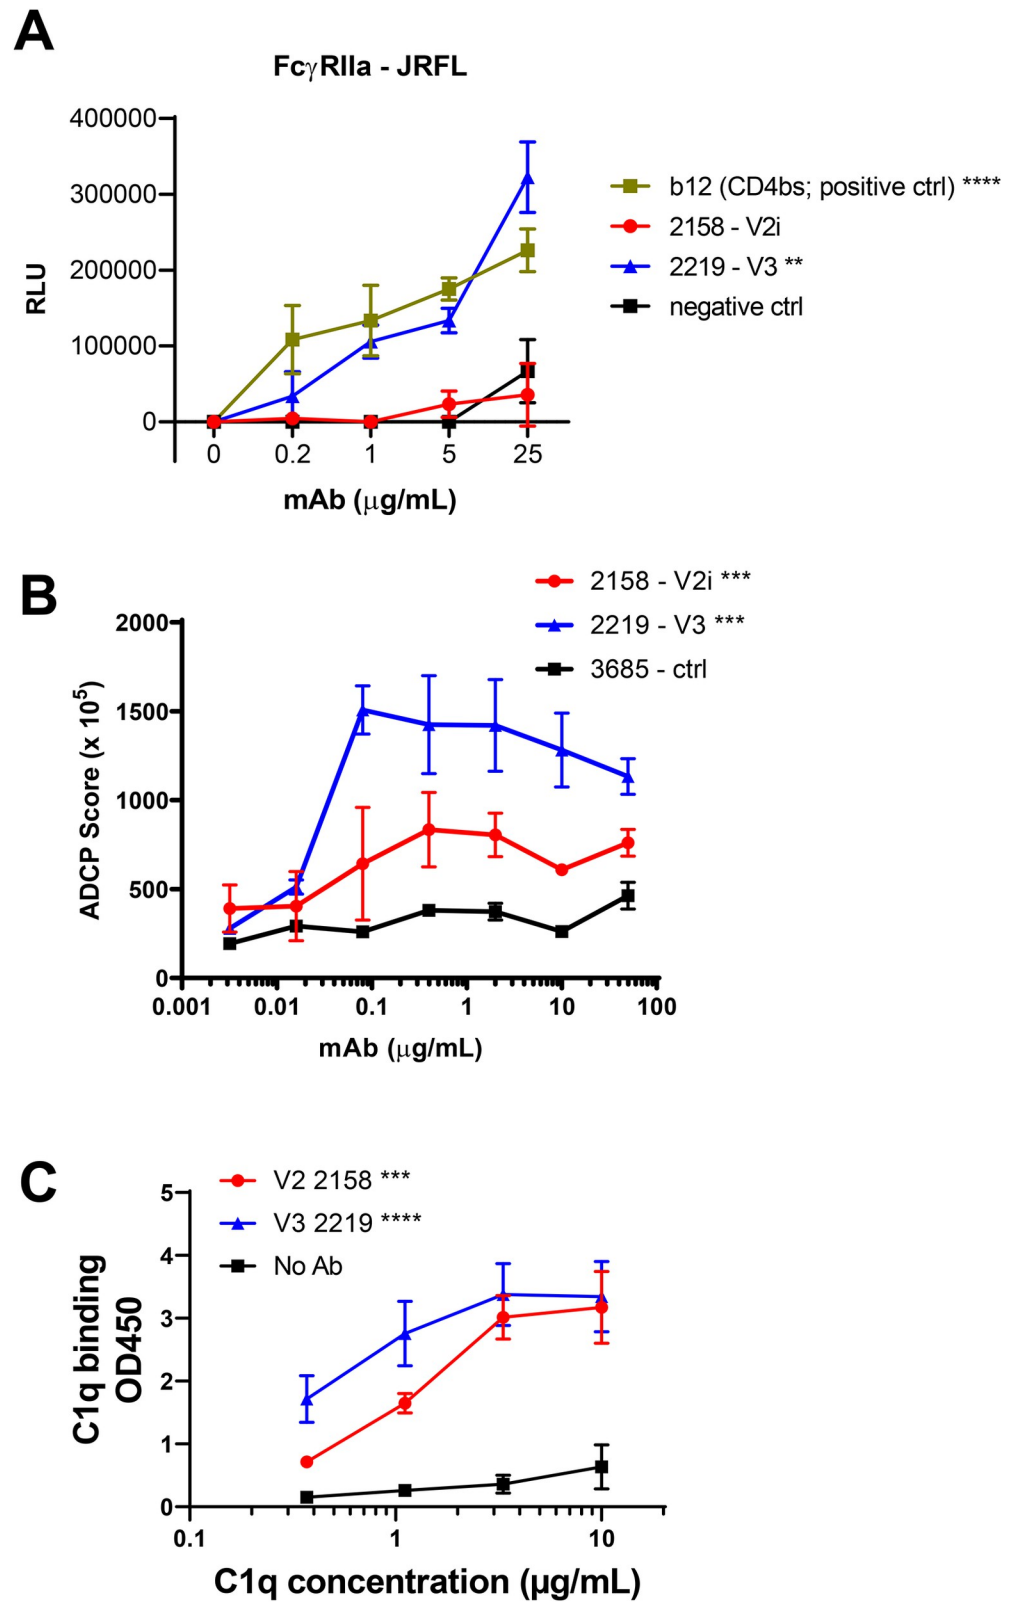 A
FcγRIIa - JRFL
400000
300000
200000
100000
0
RLU
0 0.2 1 5 25
mAb (μg/mL)
b12 (CD4bs; positive ctrl) ****
2158 - V2i
2219 - V3 **
negative ctrl
B
2158 - V2i ***
2219 - V3 ***
3685 - ctrl
2000
1500
1000
500
0
ADCP Score (x 10⁵)
0.001 0.01 0.1 1 10 100
mAb (μg/mL)
C
V2 2158 ***
V3 2219 ****
No Ab
5
4
3
2
1
0
C1q binding
OD450
0.1 1 10
C1q concentration (μg/mL)